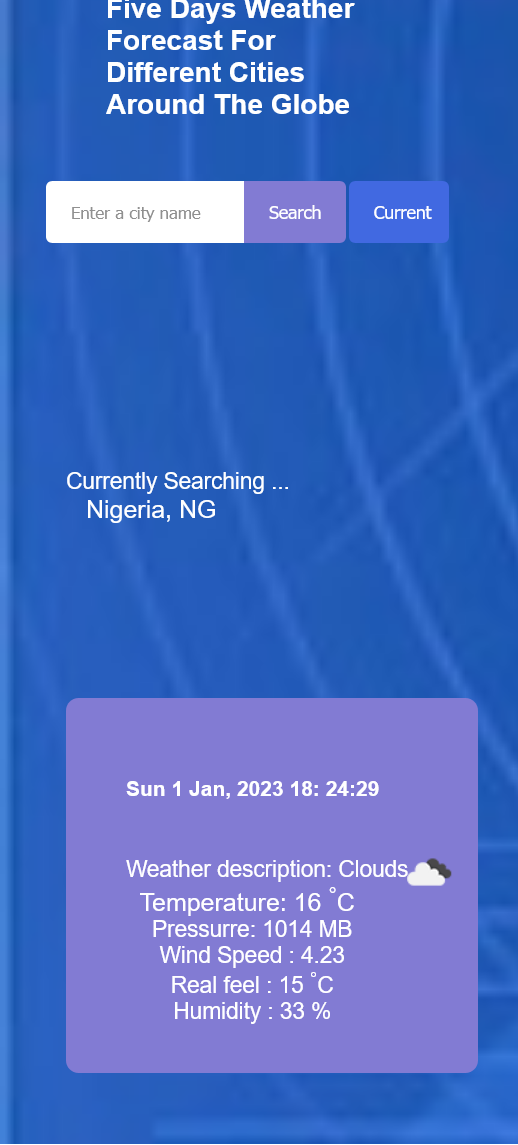 Five Days Weather
Forecast For
Different Cities
Around The Globe
Enter a city name Search Current
Currently Searching ...
Nigeria, NG
Sun 1 Jan, 2023 18: 24:29
Weather description: Clouds
Temperature: 16 °C
Pessurre: 1014 MB
Wind Speed : 4.23
Real feel : 15 °C
Humidity : 33 %